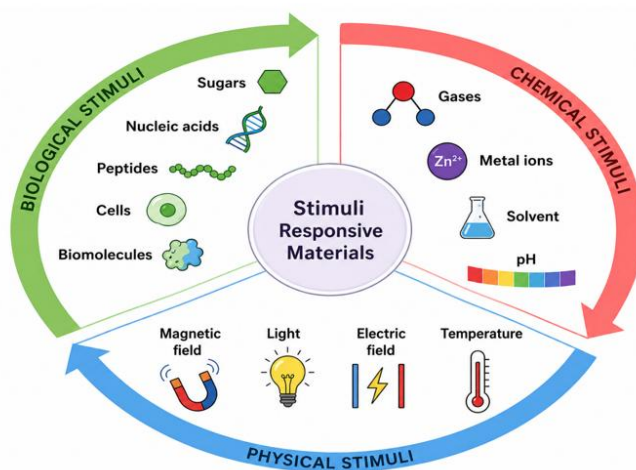 BIOLOGICAL STIMULI
Sugars
Nucleic acids
Peptides
Cells
Biomolecules
CHEMICAL STIMULI
Gases
Zn²⁺
Metal ions
Solvent
pH
Stimuli
Responsive
Materials
Magnetic
field
Light
Electric
field
Temperature
PHYSICAL STIMULI